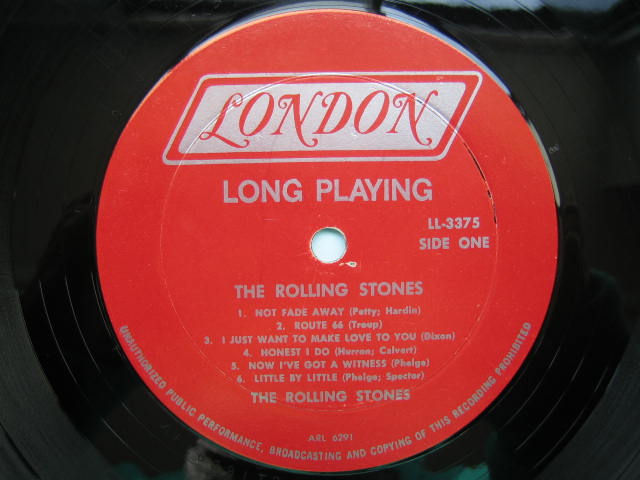 LONDON
LONG PLAYING
LL-3375
SIDE ONE
THE ROLLING STONES
1. NOT FADE AWAY (Petty; Hardin)
2. ROUTE 66 (Troup)
3. I JUST WANT TO MAKE LOVE TO YOU (Dixon)
4. HONEST I DO (Hurran; Calvert)
5. NOW I'VE GOT A WITNESS (Phelge)
6. LITTLE BY LITTLE (Phelge; Spector)
THE ROLLING STONES
ARL 6291
UNAUTHORIZED PUBLIC PERFORMANCE, BROADCASTING AND COPYING OF THIS RECORDING PROHIBITED